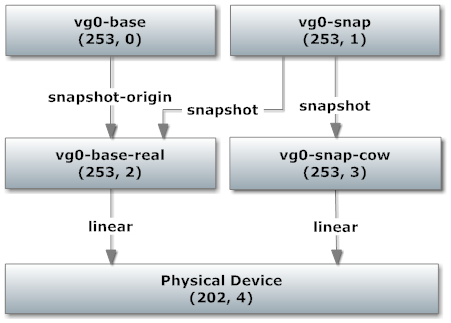 vg0-base
(253, 0)
vg0-snap
(253, 1)
snapshot-origin
snapshot
snapshot
vg0-base-real
(253, 2)
vg0-snap-cow
(253, 3)
linear
linear
Physical Device
(202, 4)